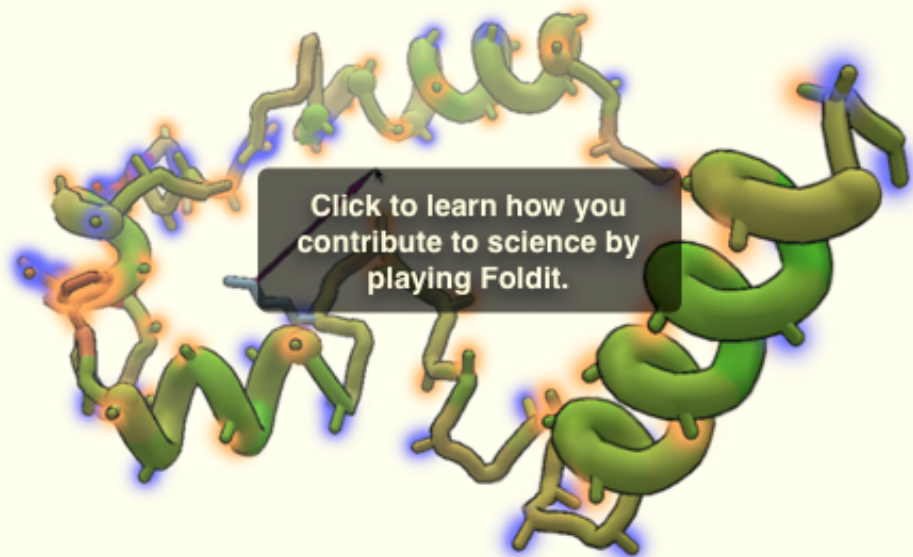 Click to learn how you
contribute to science by
playing Foldit.